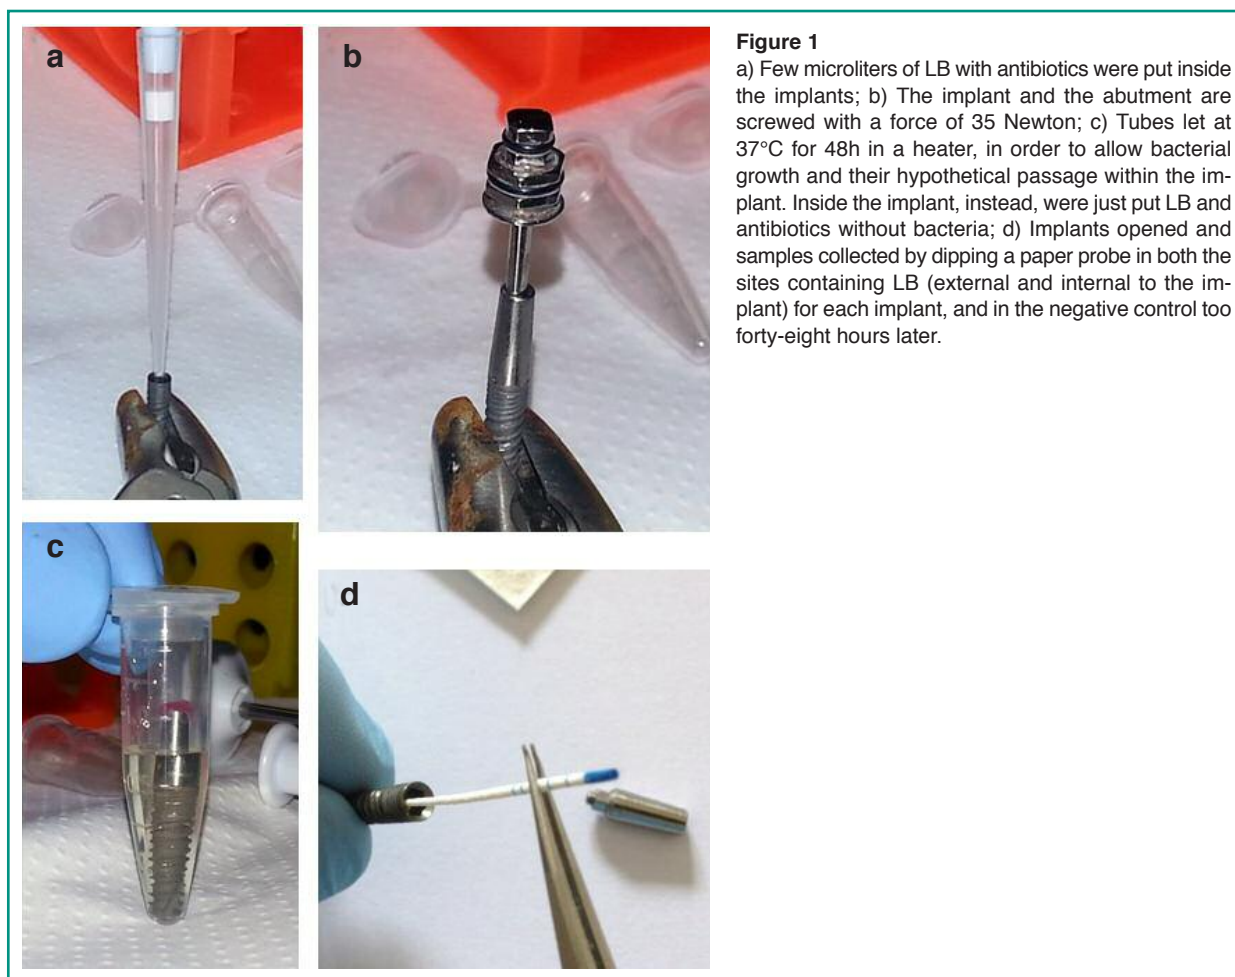 a
b
c
d
Figure 1
a) Few microliters of LB with antibiotics were put inside
the implants; b) The implant and the abutment are
screwed with a force of 35 Newton; c) Tubes let at
37°C for 48h in a heater, in order to allow bacterial
growth and their hypothetical passage within the im-
plant. Inside the implant, instead, were just put LB and
antibiotics without bacteria; d) Implants opened and
samples collected by dipping a paper probe in both the
sites containing LB (external and internal to the im-
plant) for each implant, and in the negative control too
forty-eight hours later.